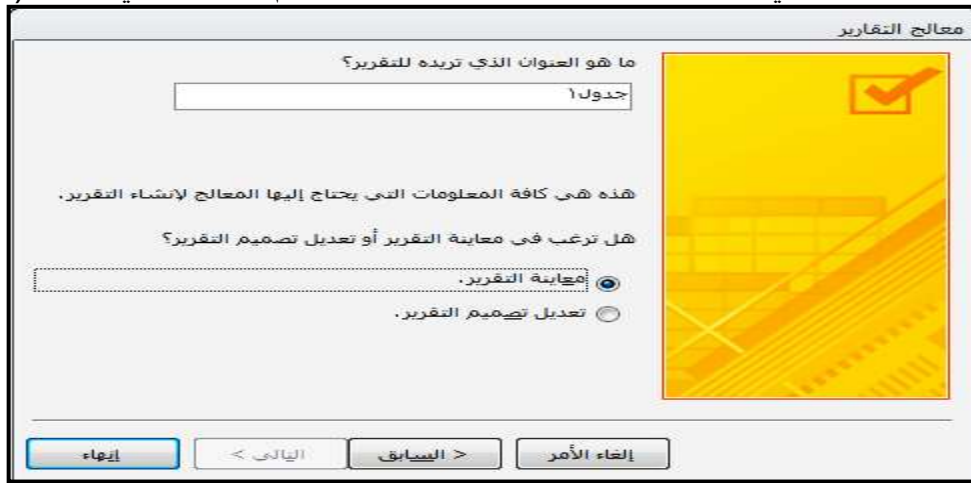 معالج التقارير
ما هو العنوان الذي تريده للتقرير؟
جدول١
هذه هي كافة المعلومات التي يحتاج إليها المعالج لإنشاء التقرير.
هل ترغب في معاينة التقرير أو تعديل تصميم التقرير؟
معاينة التقرير.
تعديل تصميم التقرير.
إلغاء الأمر
< السابق
التالي >
إنهاء